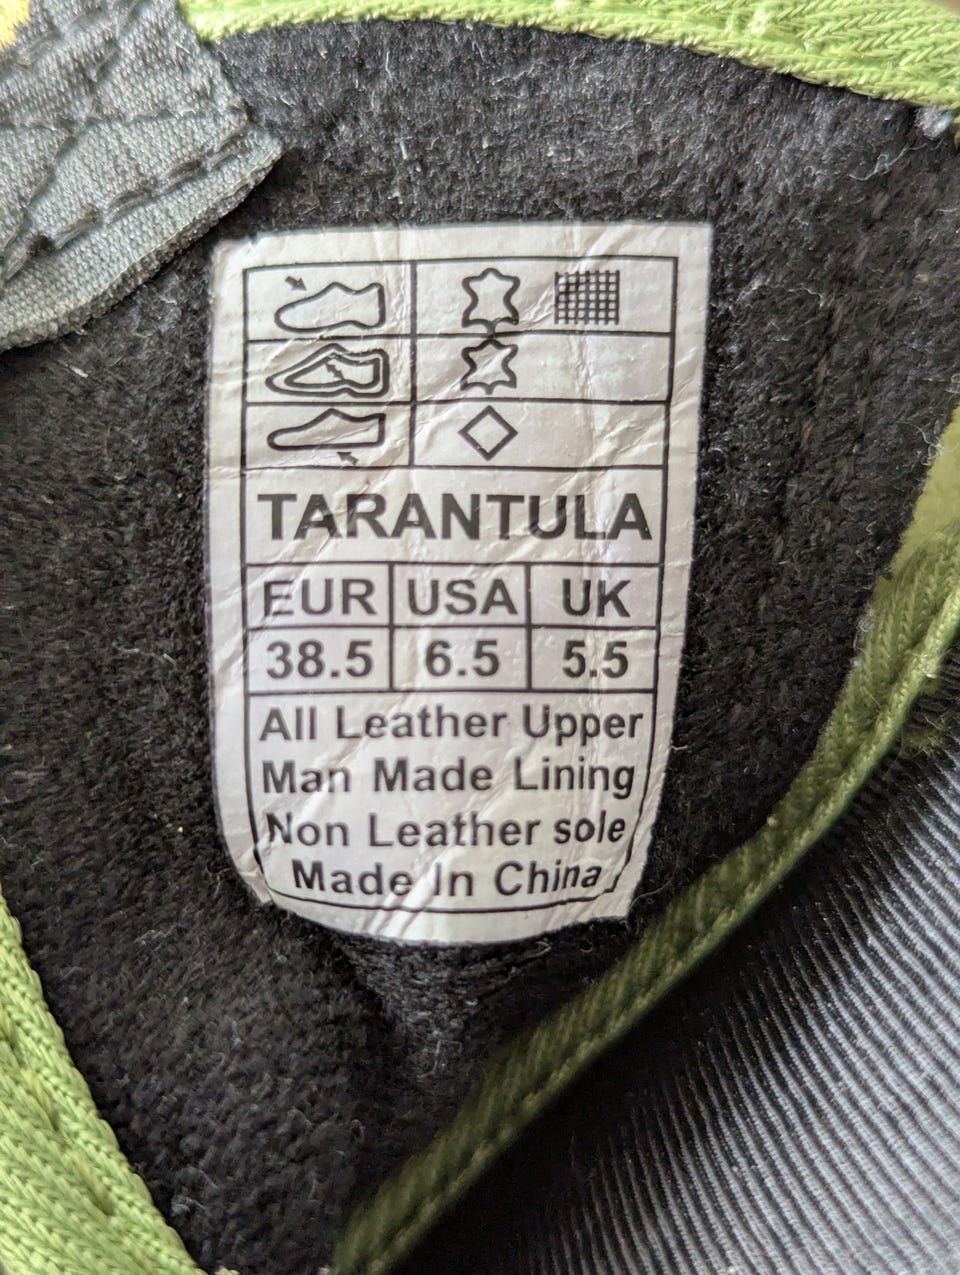 TARANTULA
EUR USA UK
38.5 6.5 5.5
All Leather Upper
Man Made Lining
Non Leather sole
Made In China